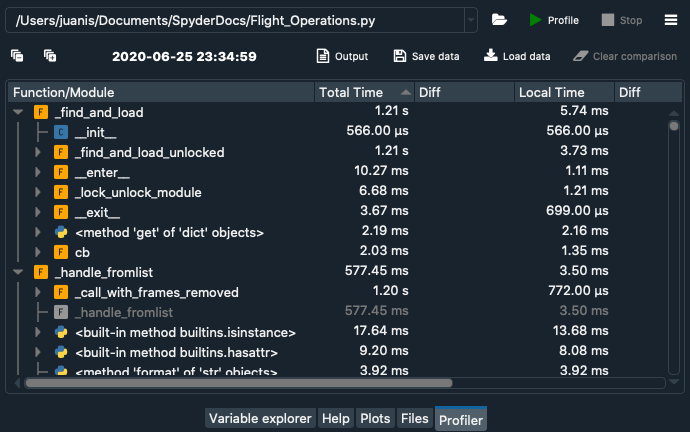 /Users/juanis/Documents/SpyderDocs/Flight_Operations.py Profile Stop
2020-06-25 23:34:59 Output Save data Load data Clear comparison
Function/Module Total Time Diff Local Time Diff
F _find_and_load 1.21 s 5.74 ms
C __init__ 566.00 µs 566.00 µs
F _find_and_load_unlocked 1.21 s 3.73 ms
F __enter__ 10.27 ms 1.11 ms
F _lock_unlock_module 6.68 ms 1.21 ms
F __exit__ 3.67 ms 699.00 µs
<method 'get' of 'dict' objects> 2.19 ms 2.16 ms
F cb 2.03 ms 1.35 ms
F _handle_fromlist 577.45 ms 3.50 ms
F _call_with_frames_removed 1.20 s 772.00 µs
F _handle_fromlist 577.45 ms 3.50 ms
<built-in method builtins.isinstance> 17.64 ms 13.68 ms
<built-in method builtins.hasattr> 9.20 ms 8.08 ms
<method 'format' of 'str' objects> 3.92 ms 3.92 ms
Variable explorer Help Plots Files Profiler